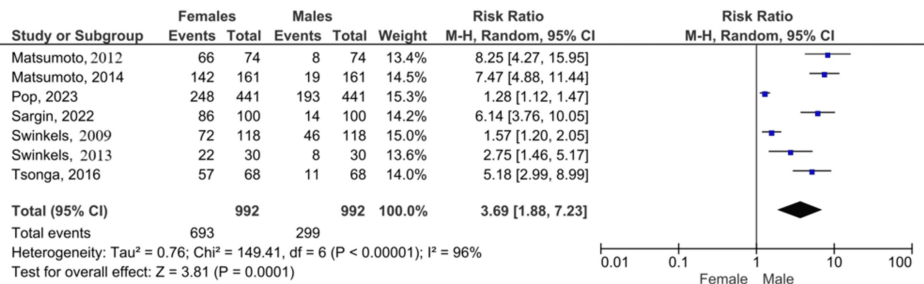 Females Males Risk Ratio Risk Ratio
Study or Subgroup Events Total Events Total Weight M-H, Random, 95% CI M-H, Random, 95% CI
Matsumoto, 2012 66 74 8 74 13.4% 8.25 [4.27, 15.95]
Matsumoto, 2014 142 161 19 161 14.5% 7.47 [4.88, 11.44]
Pop, 2023 248 441 193 441 15.3% 1.28 [1.12, 1.47]
Sargin, 2022 86 100 14 100 14.2% 6.14 [3.76, 10.05]
Swinkels, 2009 72 118 46 118 15.0% 1.57 [1.20, 2.05]
Swinkels, 2013 22 30 8 30 13.6% 2.75 [1.46, 5.17]
Tsonga, 2016 57 68 11 68 14.0% 5.18 [2.99, 8.99]
Total (95% CI) 992 992 100.0% 3.69 [1.88, 7.23]
Total events 693 299
Heterogeneity: Tau² = 0.76; Chi² = 149.41, df = 6 (P < 0.00001); I² = 96%
Test for overall effect: Z = 3.81 (P = 0.0001)
0.01 0.1 1 10 100
Female Male